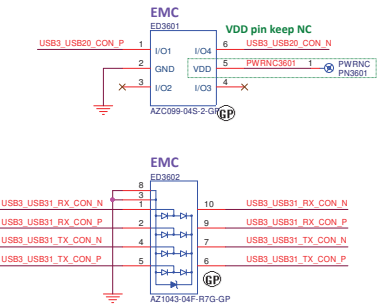 EMC
ED3601
VDD pin keep NC
USB3_USB20_CON_P 1 I/O1 I/O4 6 USB3_USB20_CON_N
2 GND VDD 5 PWRNC3601 1 PWRNC
PN3601
3 I/O2 I/O3 4
AZC099-04S-2-GP
GP
EMC
ED3602
8
3
USB3_USB31_RX_CON_N 1 10 USB3_USB31_RX_CON_N
USB3_USB31_RX_CON_P 2 9 USB3_USB31_RX_CON_P
USB3_USB31_TX_CON_N 4 7 USB3_USB31_TX_CON_N
USB3_USB31_TX_CON_P 5 6 USB3_USB31_TX_CON_P
GP
AZ1043-04F-R7G-GP